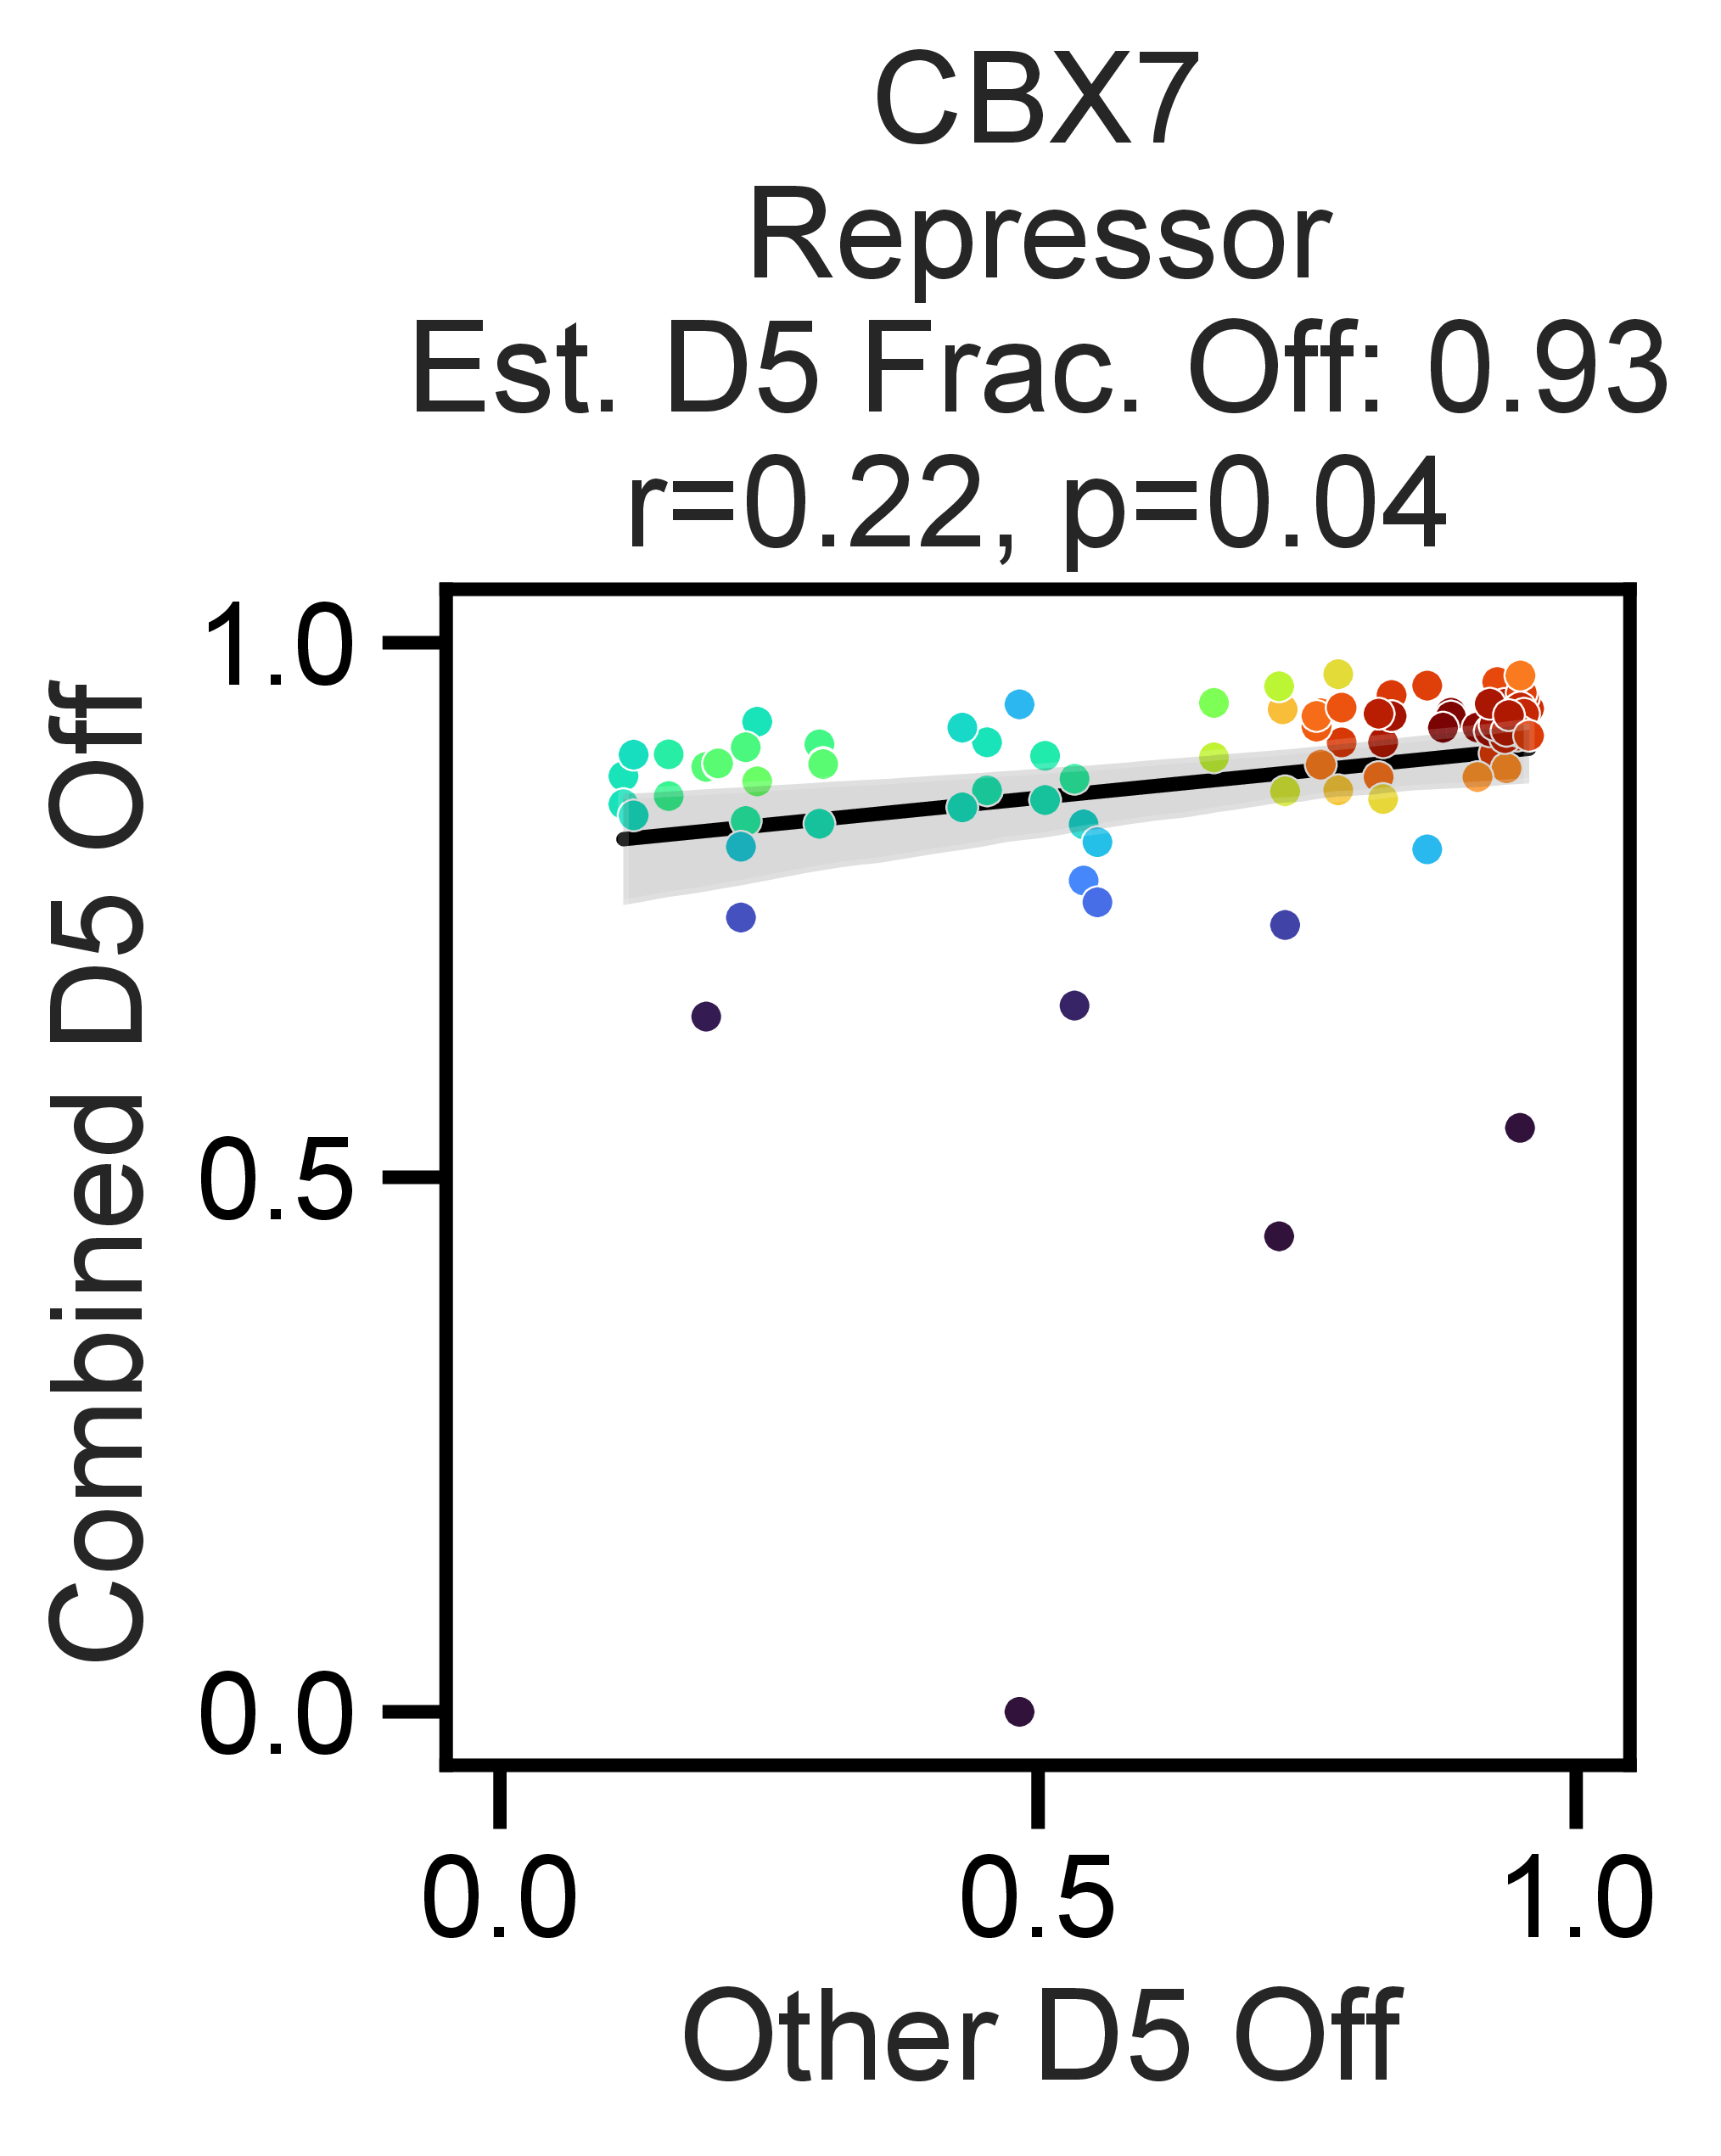 CBX7
Repressor
Est. D5 Frac. Off: 0.93
r=0.22, p=0.04
1.0
0.5
0.0
Combined D5 Off
0.0
0.5
1.0
Other D5 Off